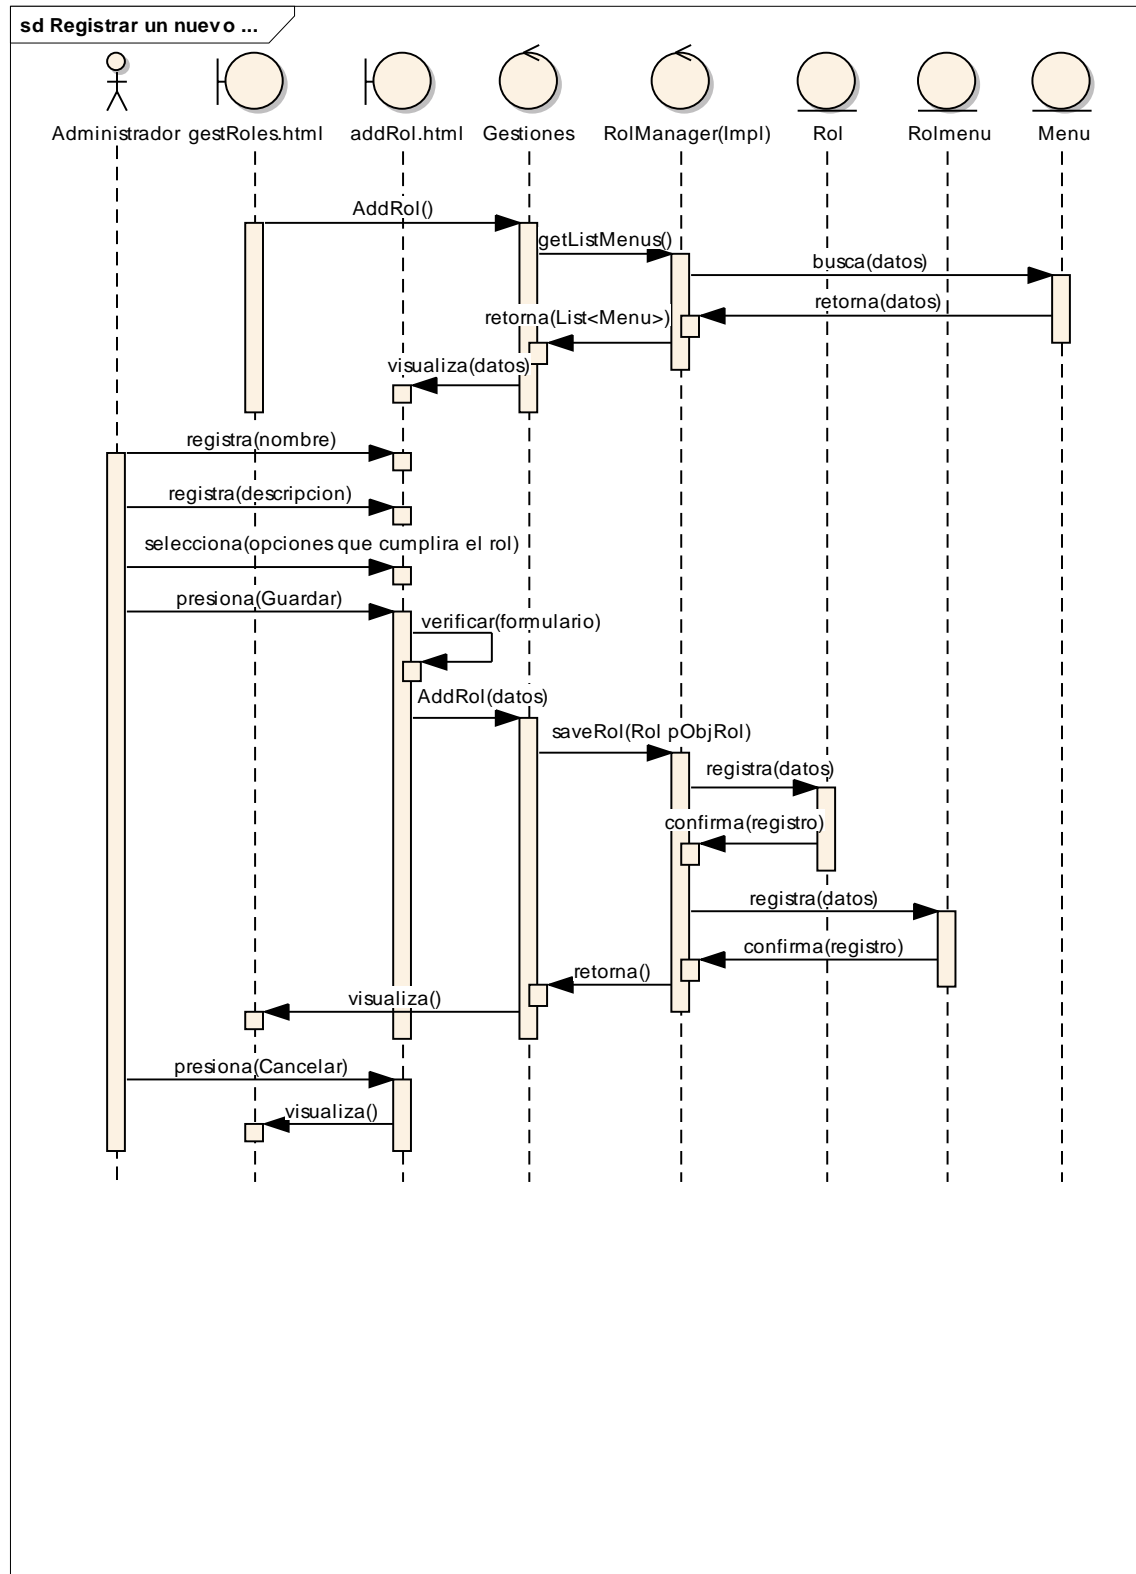 sd Registrar un nuevo ...
Administrador
gestRoles.html
addRol.html
Gestiones
RolManager(Impl)
Rol
Rolmenu
Menu
AddRol()
getListMenus()
busca(datos)
retorna(datos)
retorna(List<Menu>)
visualiza(datos)
registra(nombre)
registra(descripcion)
selecciona(opciones que cumplira el rol)
presiona(Guardar)
verificar(formulario)
AddRol(datos)
saveRol(Rol pObjRol)
registra(datos)
confirma(registro)
registra(datos)
confirma(registro)
retorna()
visualiza()
presiona(Cancelar)
visualiza()